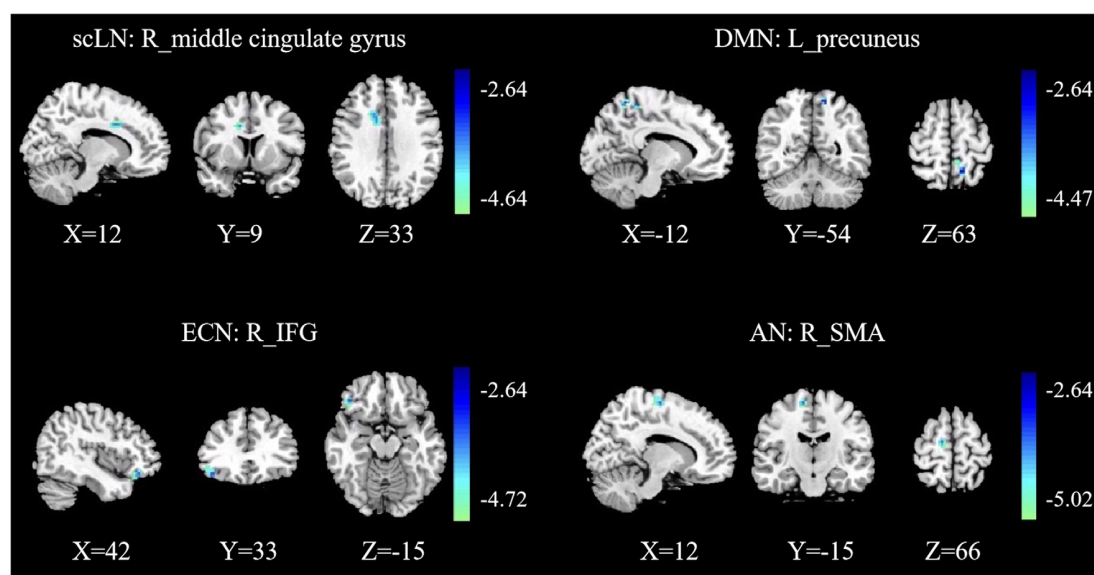 scLN: R_middle cingulate gyrus
-2.64
-4.64
X=12 Y=9 Z=33
DMN: L_precuneus
-2.64
-4.47
X=-12 Y=-54 Z=63
ECN: R_IFG
-2.64
-4.72
X=42 Y=33 Z=-15
AN: R_SMA
-2.64
-5.02
X=12 Y=-15 Z=66